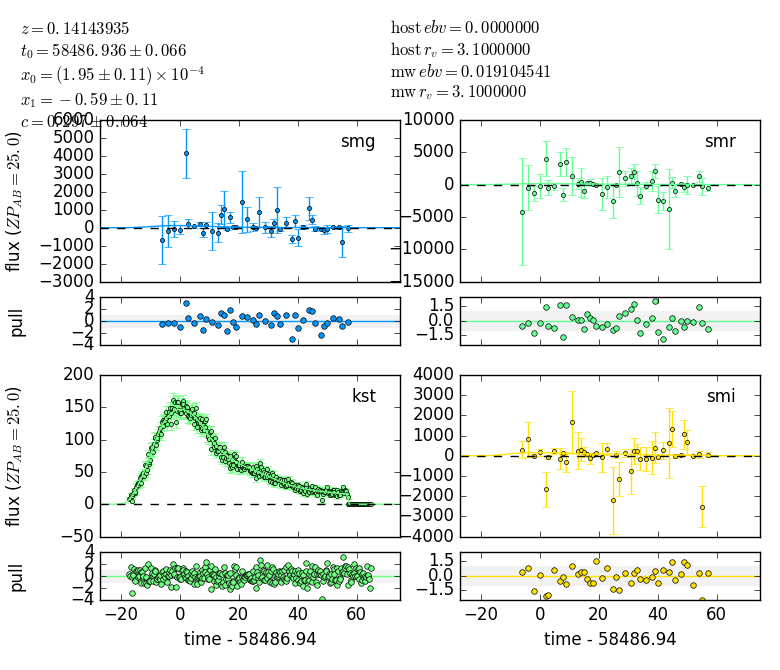 z = 0.14143935
t0 = 58486.936 ± 0.066
x0 = (1.95 ± 0.11) × 10^-4
x1 = −0.59 ± 0.11
c = 0.297 ± 0.064
host ebv = 0.0000000
host r_v = 3.1000000
mw ebv = 0.019104541
mw r_v = 3.1000000
smg
flux (ZP_AB = 25.0)
6000
5000
4000
3000
2000
1000
0
−1000
−2000
−3000
smr
10000
5000
0
−5000
−10000
−15000
pull
4
2
0
−2
−4
1.5
0.0
−1.5
kst
flux (ZP_AB = 25.0)
200
150
100
50
0
−50
smi
4000
3000
2000
1000
0
−1000
−2000
−3000
−4000
pull
4
2
0
−2
−4
1.5
0.0
−1.5
−20 0 20 40 60
−20 0 20 40 60
time - 58486.94
time - 58486.94